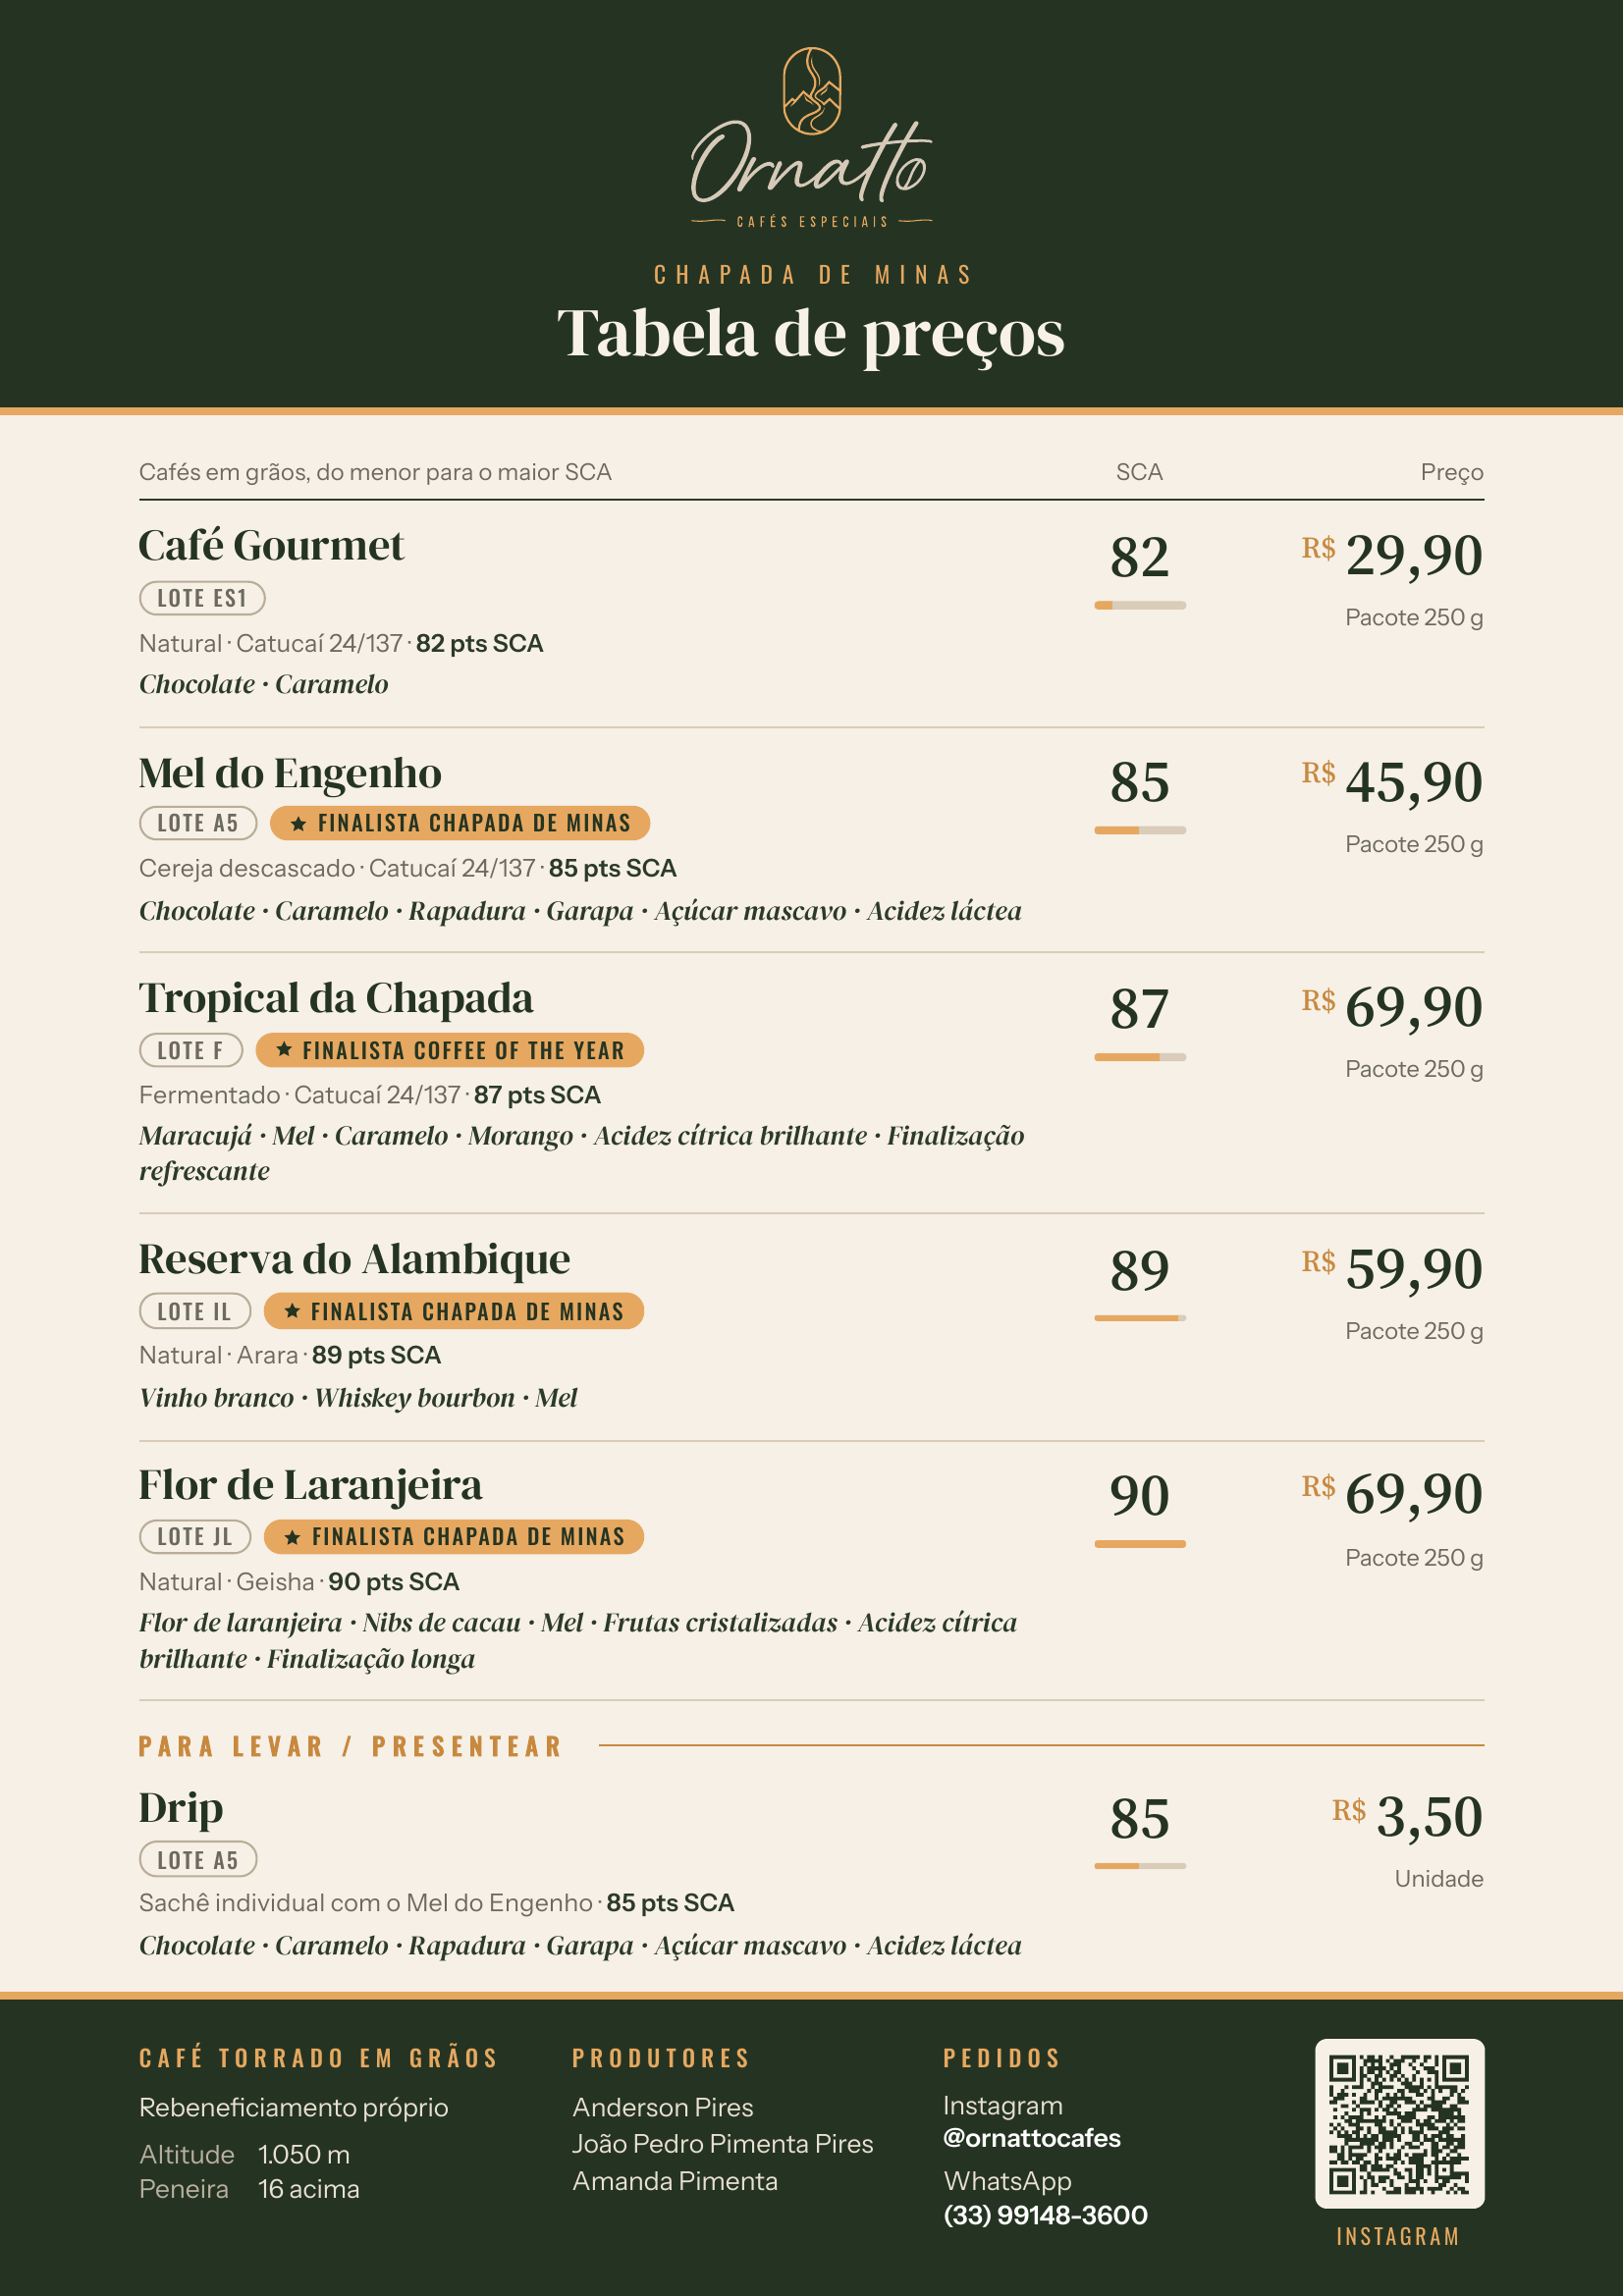 Ornatto
CAFÉS ESPECIAIS
CHAPADA DE MINAS
Tabela de preços
Cafés em grãos, do menor para o maior SCA SCA Preço
Café Gourmet 82 R$ 29,90
LOTE ES1
Pacote 250 g
Natural · Catucaí 24/137 · 82 pts SCA
Chocolate · Caramelo
Mel do Engenho 85 R$ 45,90
LOTE A5 ★ FINALISTA CHAPADA DE MINAS
Pacote 250 g
Cereja descascado · Catucaí 24/137 · 85 pts SCA
Chocolate · Caramelo · Rapadura · Garapa · Açúcar mascavo · Acidez láctea
Tropical da Chapada 87 R$ 69,90
LOTE F ★ FINALISTA COFFEE OF THE YEAR
Pacote 250 g
Fermentado · Catucaí 24/137 · 87 pts SCA
Maracujá · Mel · Caramelo · Morango · Acidez cítrica brilhante · Finalização
refrescante
Reserva do Alambique 89 R$ 59,90
LOTE IL ★ FINALISTA CHAPADA DE MINAS
Pacote 250 g
Natural · Arara · 89 pts SCA
Vinho branco · Whiskey bourbon · Mel
Flor de Laranjeira 90 R$ 69,90
LOTE JL ★ FINALISTA CHAPADA DE MINAS
Pacote 250 g
Natural · Geisha · 90 pts SCA
Flor de laranjeira · Nibs de cacau · Mel · Frutas cristalizadas · Acidez cítrica
brilhante · Finalização longa
PARA LEVAR / PRESENTEAR
Drip 85 R$ 3,50
LOTE A5
Unidade
Sachê individual com o Mel do Engenho · 85 pts SCA
Chocolate · Caramelo · Rapadura · Garapa · Açúcar mascavo · Acidez láctea
CAFÉ TORRADO EM GRÃOS
Rebeneficiamento próprio
Altitude 1.050 m
Peneira 16 acima
PRODUTORES
Anderson Pires
João Pedro Pimenta Pires
Amanda Pimenta
PEDIDOS
Instagram
@ornattocafes
WhatsApp
(33) 99148-3600
INSTAGRAM